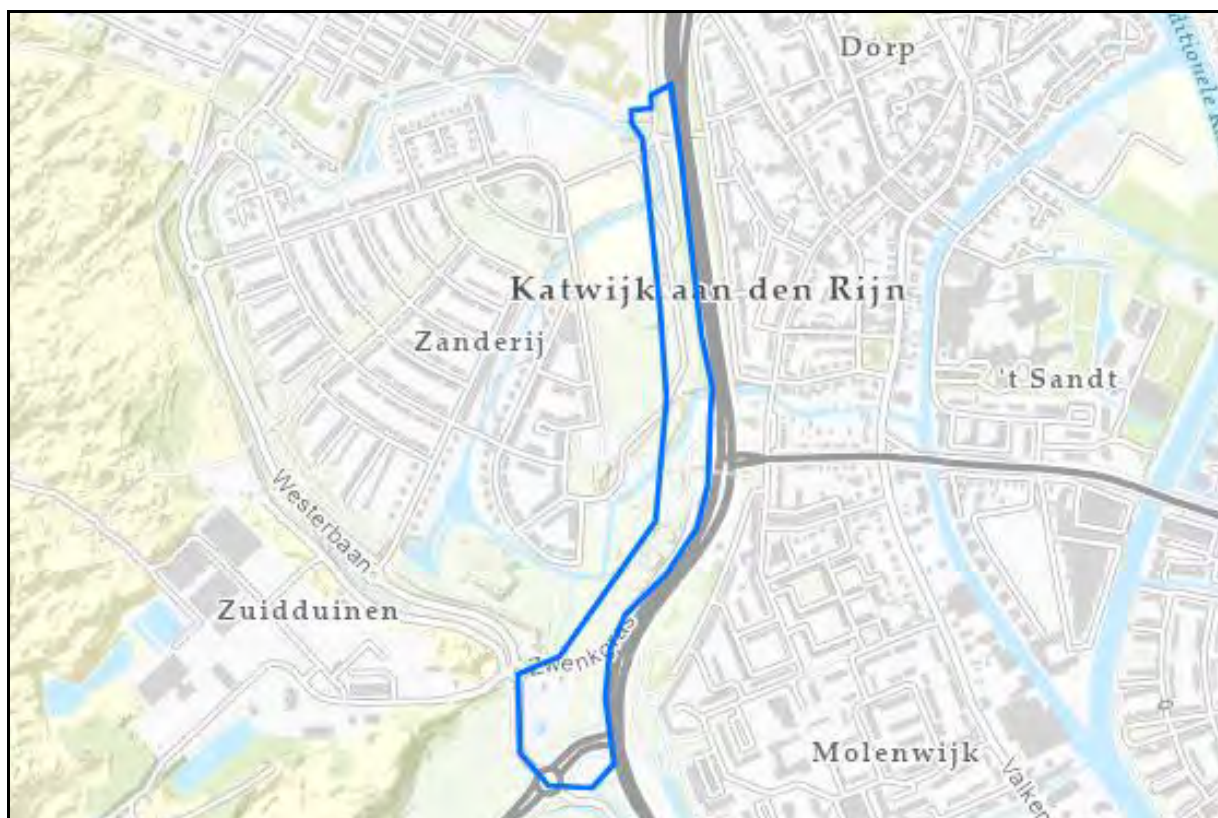 Dorp
Katwijk aan den Rijn
Zanderij
't Sandt
Westerbaan
Zuidduinen
Zwenkgras
Molenwijk